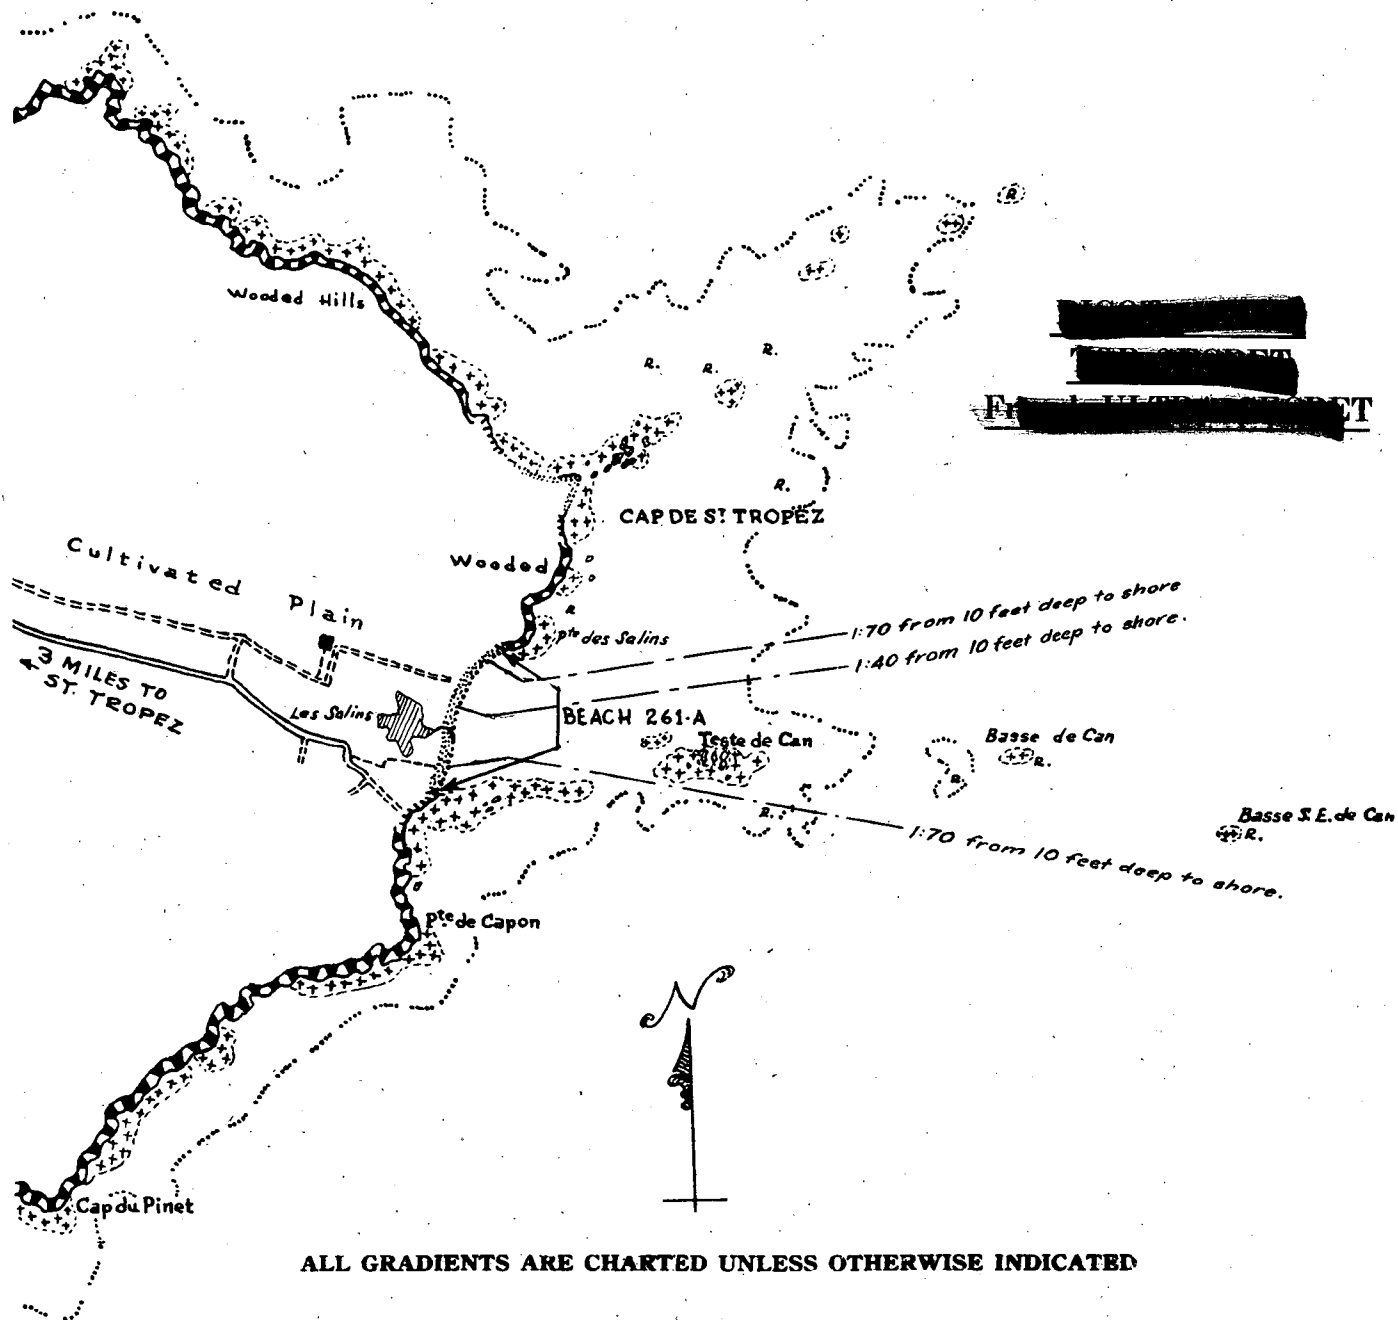 R.
Wooded Hills
TOP SECRET
R.
R.
R.
R.
CAP DE ST. TROPEZ
Cultivated Plain
Wooded
R
Pte des Salins
1:70 from 10 feet deep to shore
1:40 from 10 feet deep to shore.
3 MILES TO
ST. TROPEZ
Les Salins
BEACH 261-A
Teste de Can
Basse de Can
R.
R.
R.
Basse S.E. de Can
R.
1:70 from 10 feet deep to shore.
Pte de Capon
N
Cap du Pinet
ALL GRADIENTS ARE CHARTED UNLESS OTHERWISE INDICATED